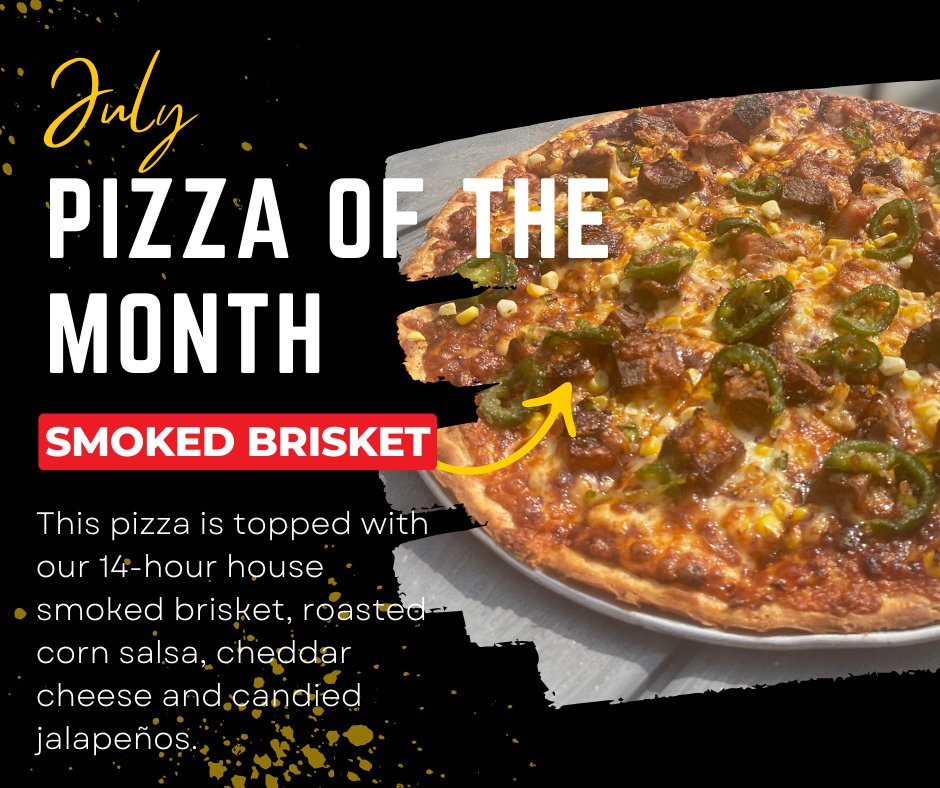 July
PIZZA OF THE
MONTH
SMOKED BRISKET
This pizza is topped with
our 14-hour house
smoked brisket, roasted
corn salsa, cheddar
cheese and candied
jalapeños.